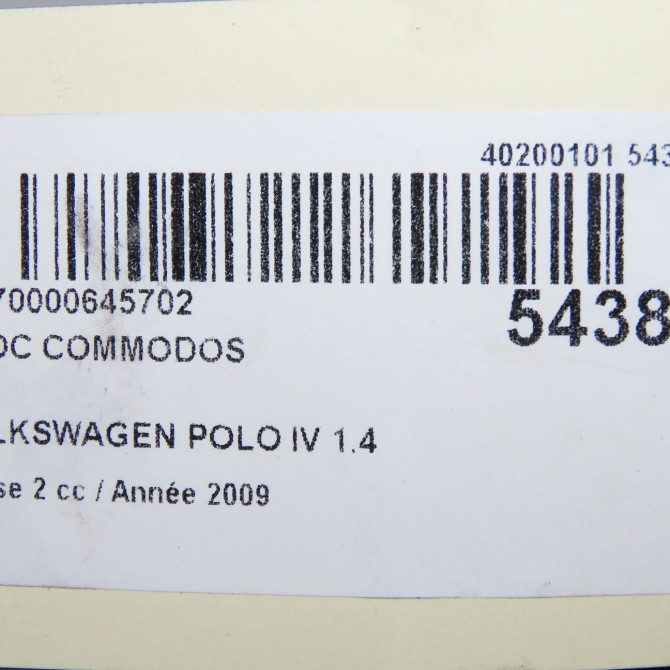 40200101 543
70000645702
5438
OC COMMODOS
LKSWAGEN POLO IV 1.4
se 2 cc / Année 2009